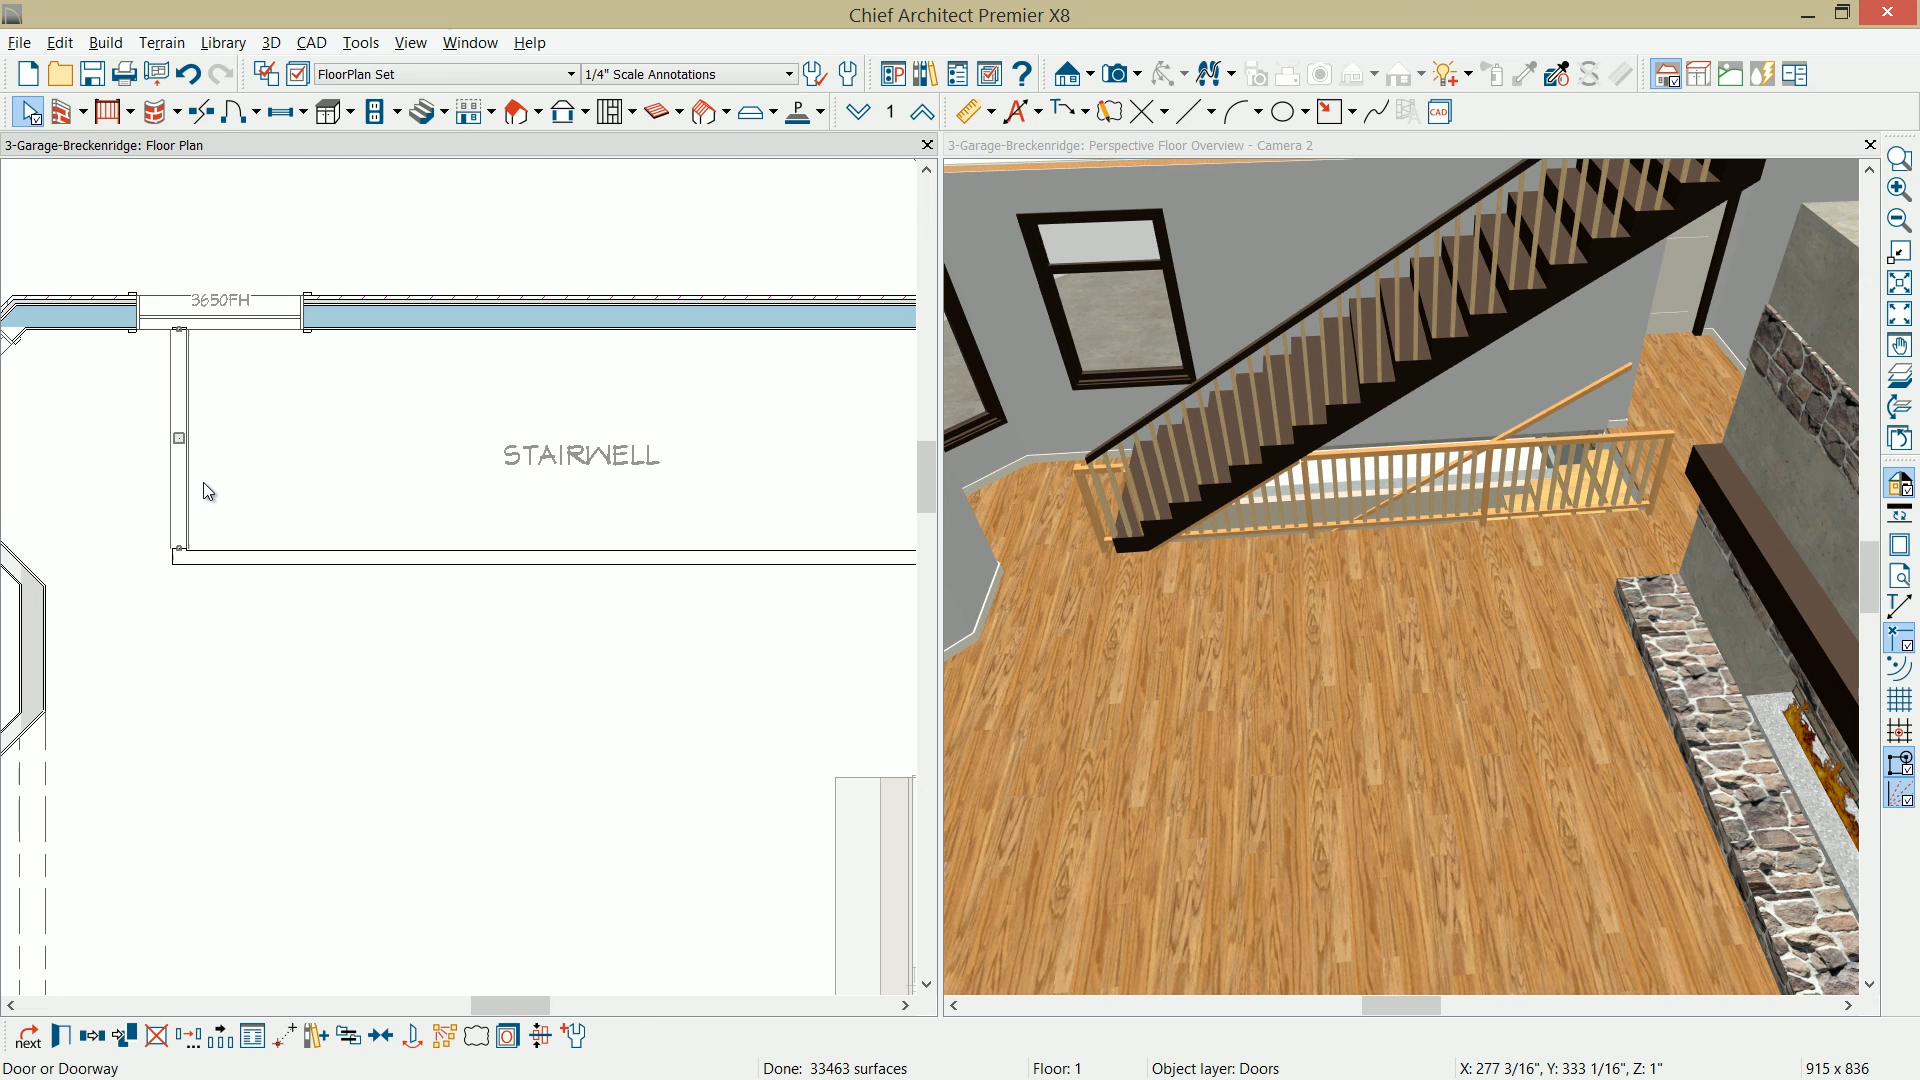 Chief Architect Premier X8
File Edit Build Terrain Library 3D CAD Tools View Window Help
FloorPlan Set
1/4" Scale Annotations
1
CAD
3-Garage-Breckenridge: Floor Plan
3-Garage-Breckenridge: Perspective Floor Overview - Camera 2
3650FH
STAIRWELL
next
Door or Doorway
Done: 33463 surfaces
Floor: 1
Object layer: Doors
X: 277 3/16", Y: 333 1/16", Z: 1"
915 x 836